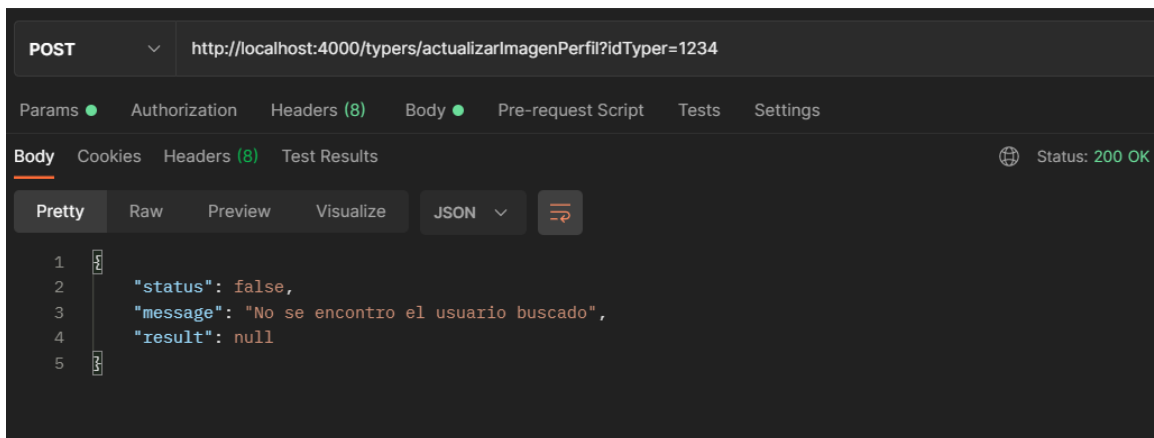 POST http://localhost:4000/typers/actualizarImagenPerfil?idTyper=1234
Params Authorization Headers (8) Body Pre-request Script Tests Settings
Body Cookies Headers (8) Test Results Status: 200 OK
Pretty Raw Preview Visualize JSON
1 {
2 "status": false,
3 "message": "No se encontro el usuario buscado",
4 "result": null
5 }